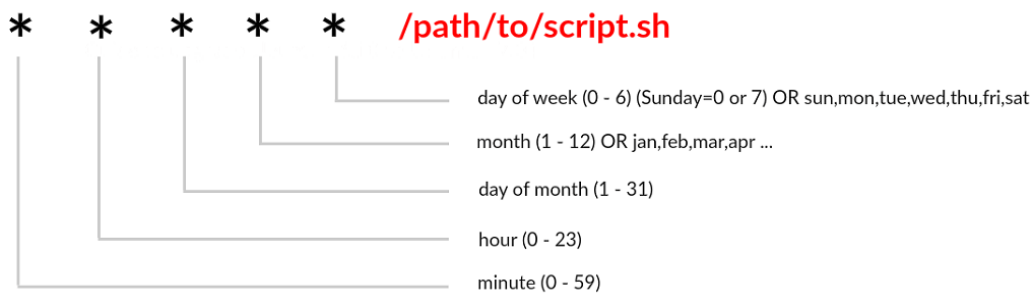 * * * * * /path/to/script.sh
day of week (0 - 6) (Sunday=0 or 7) OR sun,mon,tue,wed,thu,fri,sat
month (1 - 12) OR jan,feb,mar,apr ...
day of month (1 - 31)
hour (0 - 23)
minute (0 - 59)